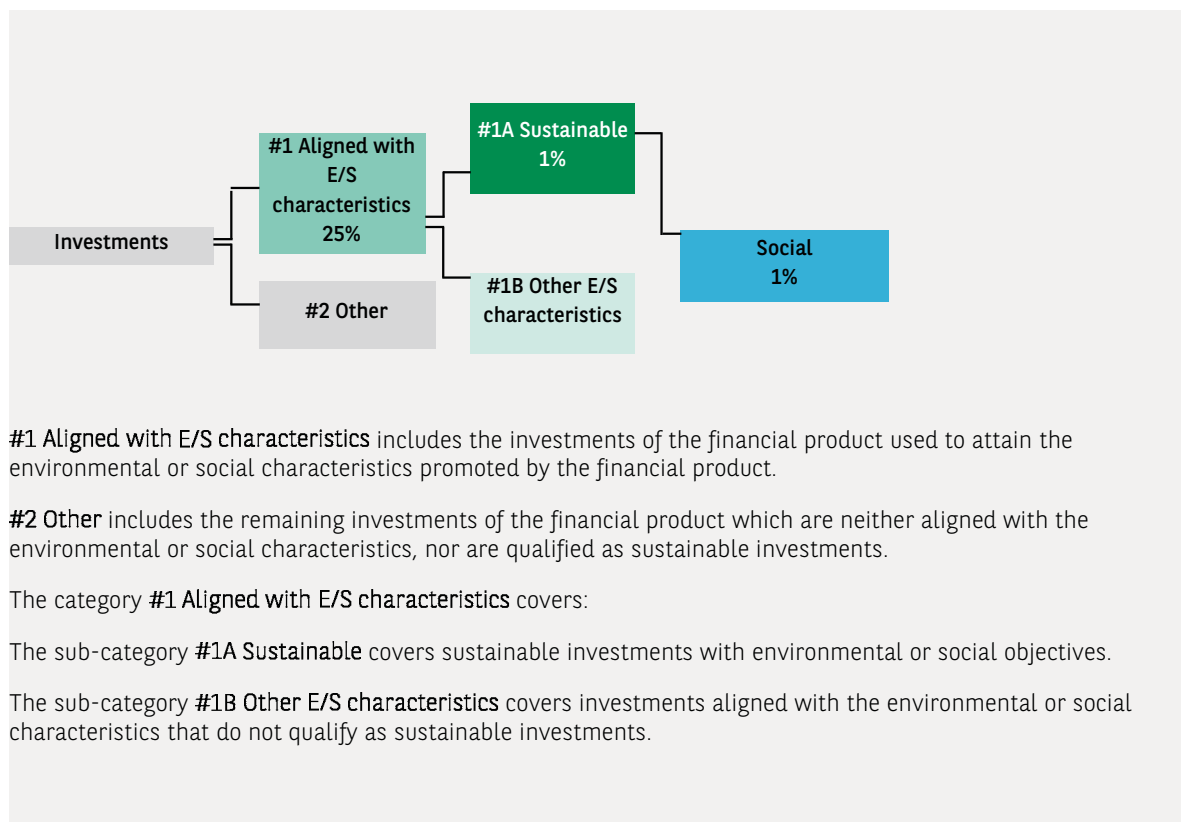 #1A Sustainable
1%
#1 Aligned with
E/S
characteristics
25%
Investments
Social
1%
#1B Other E/S
characteristics
#2 Other
#1 Aligned with E/S characteristics includes the investments of the financial product used to attain the
environmental or social characteristics promoted by the financial product.
#2 Other includes the remaining investments of the financial product which are neither aligned with the
environmental or social characteristics, nor are qualified as sustainable investments.
The category #1 Aligned with E/S characteristics covers:
The sub-category #1A Sustainable covers sustainable investments with environmental or social objectives.
The sub-category #1B Other E/S characteristics covers investments aligned with the environmental or social
characteristics that do not qualify as sustainable investments.